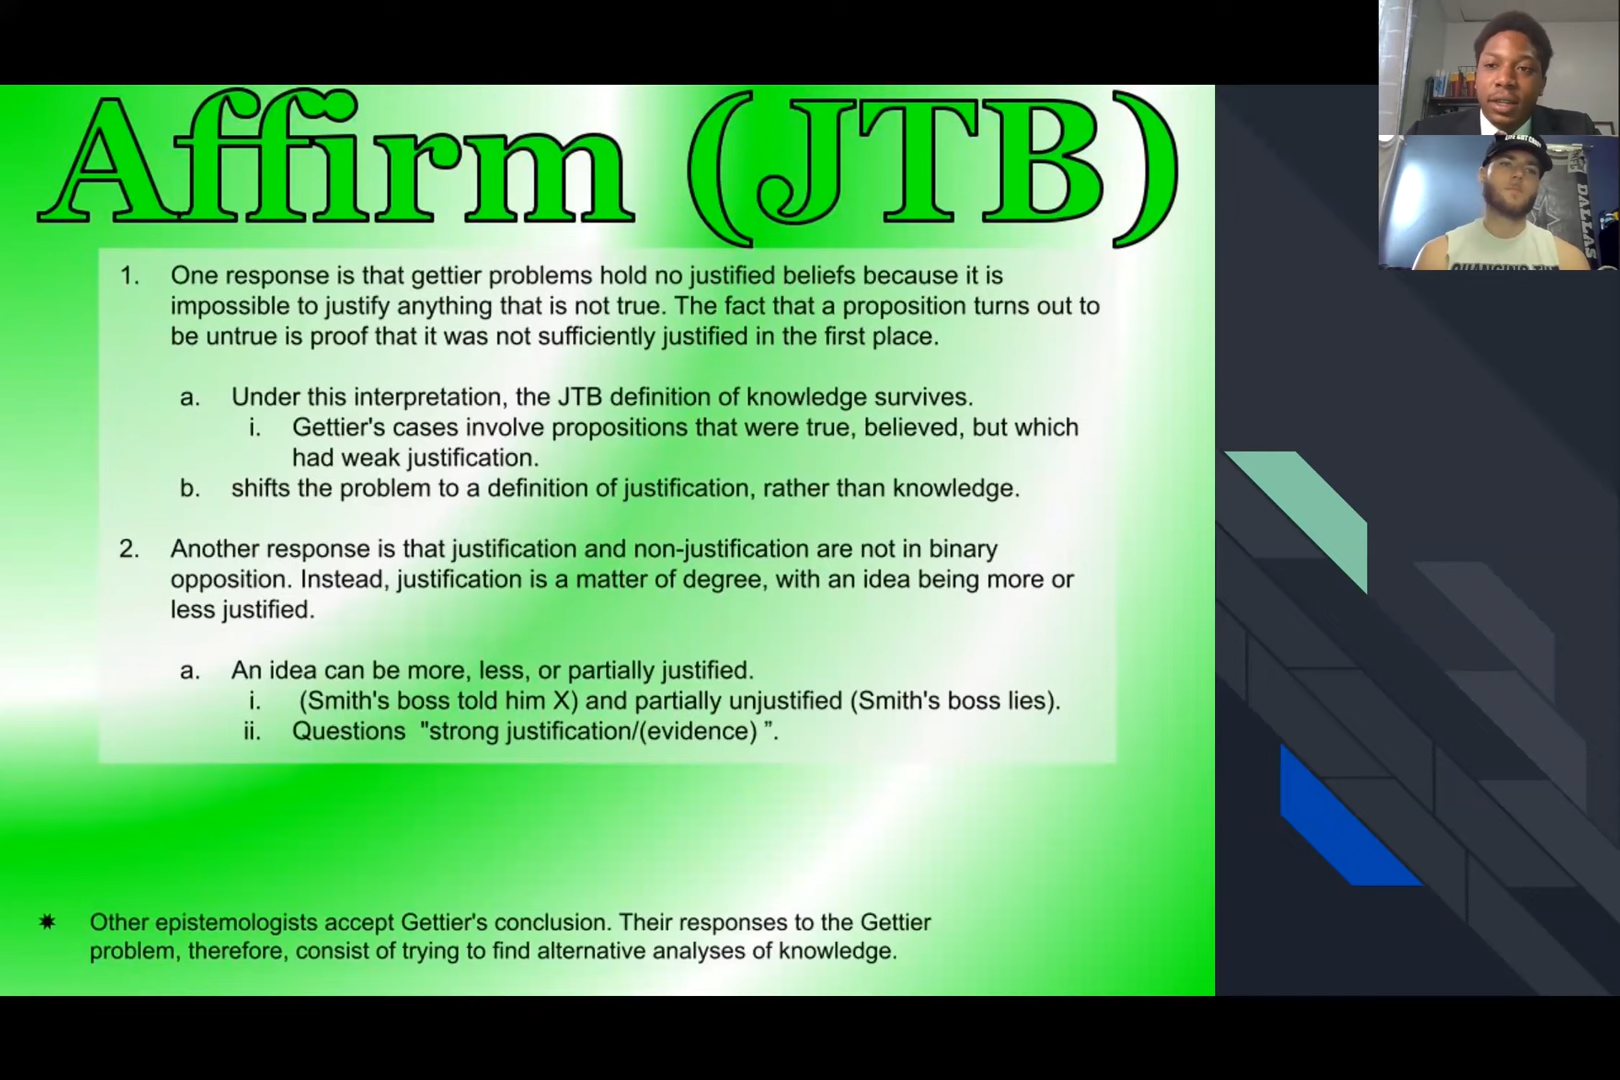 Affirm (JTB)
1. One response is that gettier problems hold no justified beliefs because it is
impossible to justify anything that is not true. The fact that a proposition turns out to
be untrue is proof that it was not sufficiently justified in the first place.
a. Under this interpretation, the JTB definition of knowledge survives.
i. Gettier's cases involve propositions that were true, believed, but which
had weak justification.
b. shifts the problem to a definition of justification, rather than knowledge.
2. Another response is that justification and non-justification are not in binary
opposition. Instead, justification is a matter of degree, with an idea being more or
less justified.
a. An idea can be more, less, or partially justified.
i. (Smith's boss told him X) and partially unjustified (Smith's boss lies).
ii. Questions "strong justification/(evidence) ”.
✷ Other epistemologists accept Gettier's conclusion. Their responses to the Gettier
problem, therefore, consist of trying to find alternative analyses of knowledge.
DALLAS